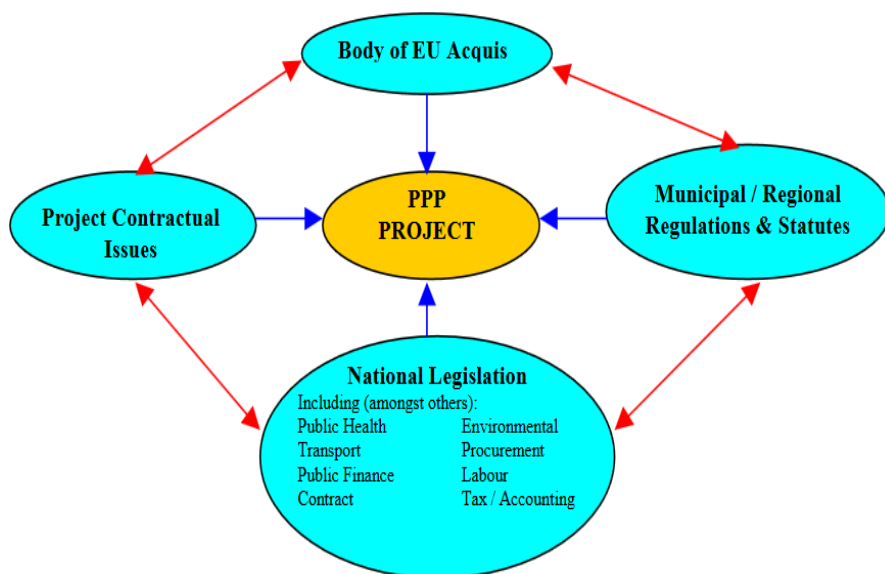 Body of EU Acquis
Project Contractual
Issues
PPP
PROJECT
Municipal / Regional
Regulations & Statutes
National Legislation
Including (amongst others):
Public Health Environmental
Transport Procurement
Public Finance Labour
Contract Tax / Accounting